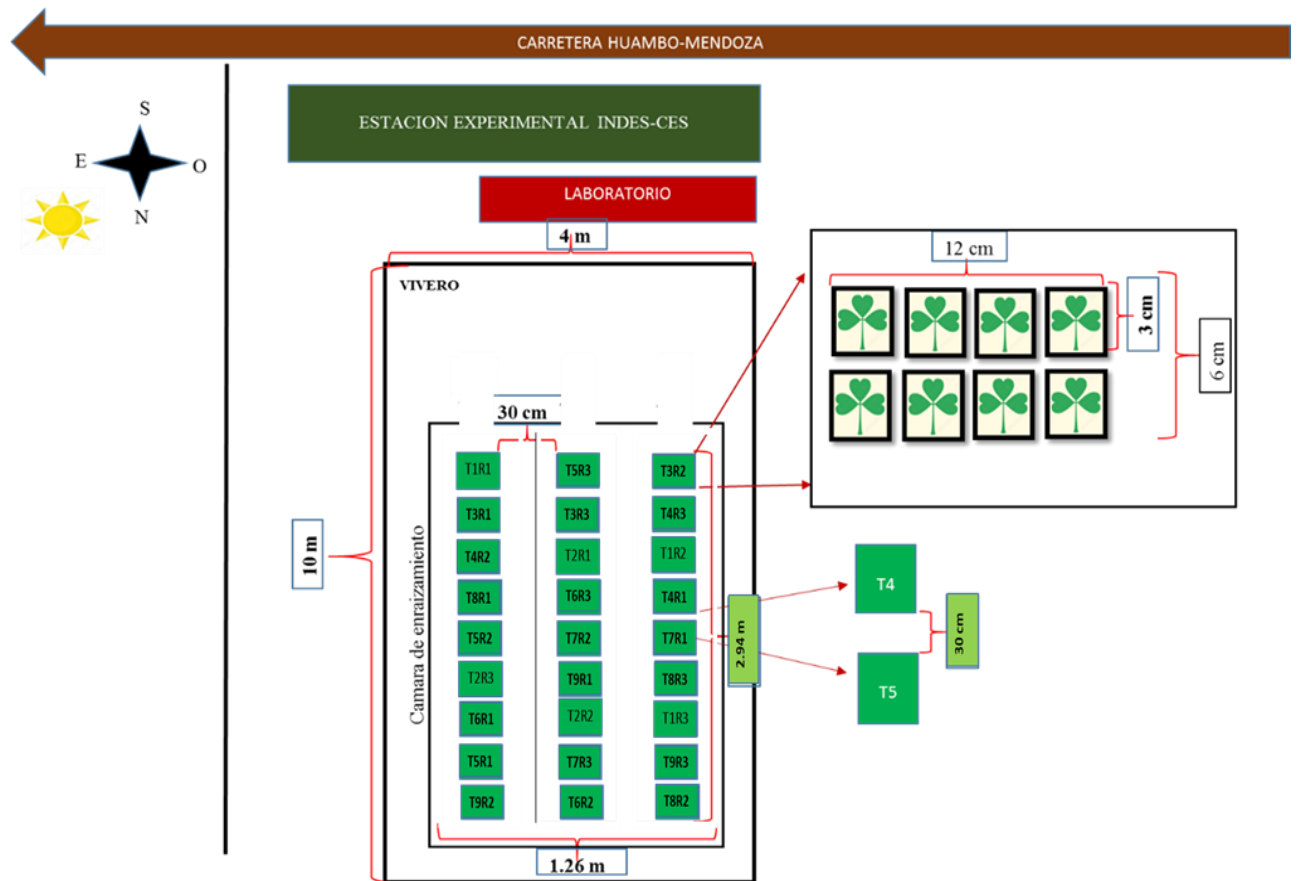 CARRETERA HUAMBO-MENDOZA
S
E
O
N
ESTACION EXPERIMENTAL INDES-CES
LABORATORIO
4 m
VIVERO
12 cm
3 cm
6 cm
30 cm
10 m
Camara de enraizamiento
T1R1 T5R3 T3R2
T3R1 T3R3 T4R3
T4R2 T2R1 T1R2
T8R1 T6R3 T4R1
T5R2 T7R2 T7R1
T2R3 T9R1 T8R3
T6R1 T2R2 T1R3
T5R1 T7R3 T9R3
T9R2 T6R2 T8R2
2.94 m
T4
30 cm
T5
1.26 m